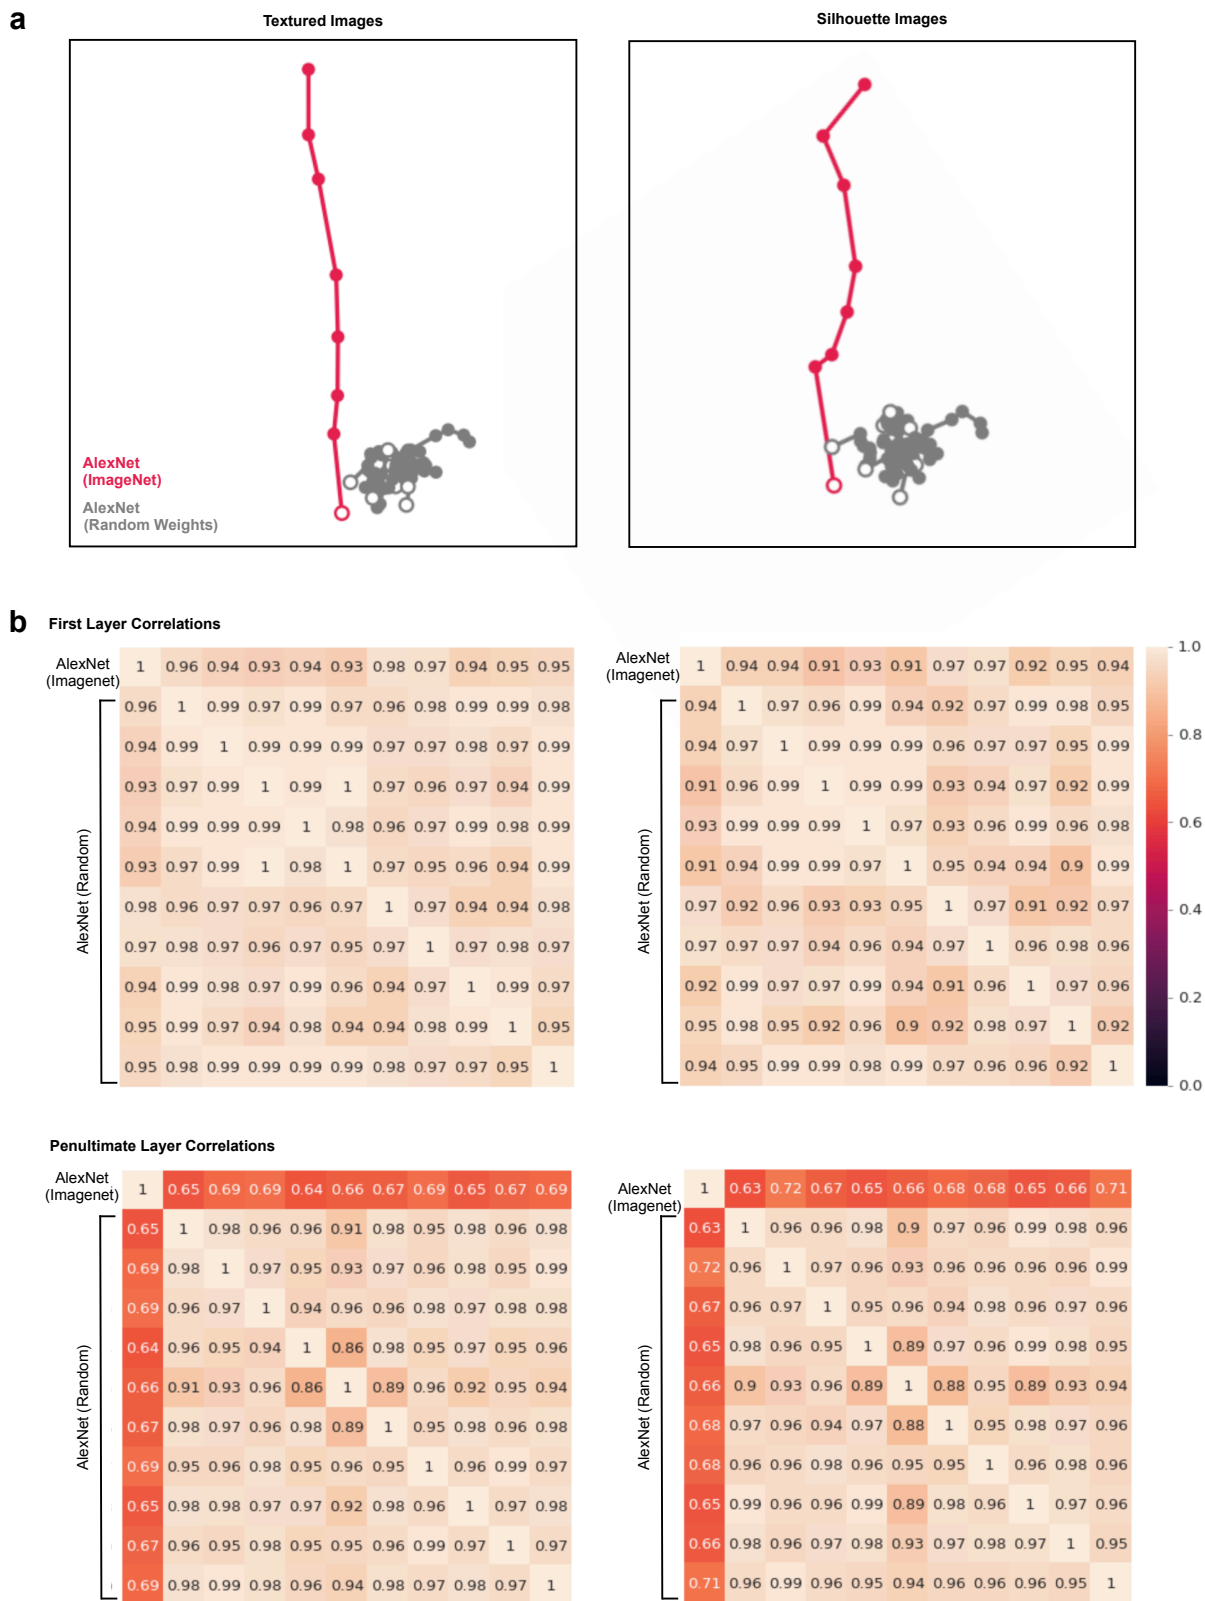 a
Textured Images
Silhouette Images
AlexNet
(ImageNet)
AlexNet
(Random Weights)
b
First Layer Correlations
AlexNet
(Imagenet)
AlexNet (Random)
1 0.96 0.94 0.93 0.94 0.93 0.98 0.97 0.94 0.95 0.95
0.96 1 0.99 0.97 0.99 0.97 0.96 0.98 0.99 0.99 0.98
0.94 0.99 1 0.99 0.99 0.99 0.97 0.97 0.98 0.97 0.99
0.93 0.97 0.99 1 0.99 1 0.97 0.96 0.97 0.94 0.99
0.94 0.99 0.99 0.99 1 0.98 0.96 0.97 0.99 0.98 0.99
0.93 0.97 0.99 1 0.98 1 0.97 0.95 0.96 0.94 0.99
0.98 0.96 0.97 0.97 0.96 0.97 1 0.97 0.94 0.94 0.98
0.97 0.98 0.97 0.96 0.97 0.95 0.97 1 0.97 0.98 0.97
0.94 0.99 0.98 0.97 0.99 0.96 0.94 0.97 1 0.99 0.97
0.95 0.99 0.97 0.94 0.98 0.94 0.94 0.98 0.99 1 0.95
0.95 0.98 0.99 0.99 0.99 0.99 0.98 0.97 0.97 0.95 1
AlexNet
(Imagenet)
AlexNet (Random)
1 0.94 0.94 0.91 0.93 0.91 0.97 0.97 0.92 0.95 0.94
0.94 1 0.97 0.96 0.99 0.94 0.92 0.97 0.99 0.98 0.95
0.94 0.97 1 0.99 0.99 0.99 0.96 0.97 0.97 0.95 0.99
0.91 0.96 0.99 1 0.99 0.99 0.93 0.94 0.97 0.92 0.99
0.93 0.99 0.99 0.99 1 0.97 0.93 0.96 0.99 0.96 0.98
0.91 0.94 0.99 0.99 0.97 1 0.95 0.94 0.94 0.9 0.99
0.97 0.92 0.96 0.93 0.93 0.95 1 0.97 0.91 0.92 0.97
0.97 0.97 0.97 0.94 0.96 0.94 0.97 1 0.96 0.98 0.96
0.92 0.99 0.97 0.97 0.99 0.94 0.91 0.96 1 0.97 0.96
0.95 0.98 0.95 0.92 0.96 0.9 0.92 0.98 0.97 1 0.92
0.94 0.95 0.99 0.99 0.98 0.99 0.97 0.96 0.96 0.92 1
1.0
0.8
0.6
0.4
0.2
0.0
Penultimate Layer Correlations
AlexNet
(Imagenet)
AlexNet (Random)
1 0.65 0.69 0.69 0.64 0.66 0.67 0.69 0.65 0.67 0.69
0.65 1 0.98 0.96 0.96 0.91 0.98 0.95 0.98 0.96 0.98
0.69 0.98 1 0.97 0.95 0.93 0.97 0.96 0.98 0.95 0.99
0.69 0.96 0.97 1 0.94 0.96 0.96 0.98 0.97 0.98 0.98
0.64 0.96 0.95 0.94 1 0.86 0.98 0.95 0.97 0.95 0.96
0.66 0.91 0.93 0.96 0.86 1 0.89 0.96 0.92 0.95 0.94
0.67 0.98 0.97 0.96 0.98 0.89 1 0.95 0.98 0.96 0.98
0.69 0.95 0.96 0.98 0.95 0.96 0.95 1 0.96 0.99 0.97
0.65 0.98 0.98 0.97 0.97 0.92 0.98 0.96 1 0.97 0.98
0.67 0.96 0.95 0.98 0.95 0.95 0.96 0.99 0.97 1 0.97
0.69 0.98 0.99 0.98 0.96 0.94 0.98 0.97 0.98 0.97 1
AlexNet
(Imagenet)
AlexNet (Random)
1 0.63 0.72 0.67 0.65 0.66 0.68 0.68 0.65 0.66 0.71
0.63 1 0.96 0.96 0.98 0.9 0.97 0.96 0.99 0.98 0.96
0.72 0.96 1 0.97 0.96 0.93 0.96 0.96 0.96 0.96 0.99
0.67 0.96 0.97 1 0.95 0.96 0.94 0.98 0.96 0.97 0.96
0.65 0.98 0.96 0.95 1 0.89 0.97 0.96 0.99 0.98 0.95
0.66 0.9 0.93 0.96 0.89 1 0.88 0.95 0.89 0.93 0.94
0.68 0.97 0.96 0.94 0.97 0.88 1 0.95 0.98 0.97 0.96
0.68 0.96 0.96 0.98 0.96 0.95 0.95 1 0.96 0.98 0.96
0.65 0.99 0.96 0.96 0.99 0.89 0.98 0.96 1 0.97 0.96
0.66 0.98 0.96 0.97 0.98 0.93 0.97 0.98 0.97 1 0.95
0.71 0.96 0.99 0.96 0.95 0.94 0.96 0.96 0.96 0.95 1